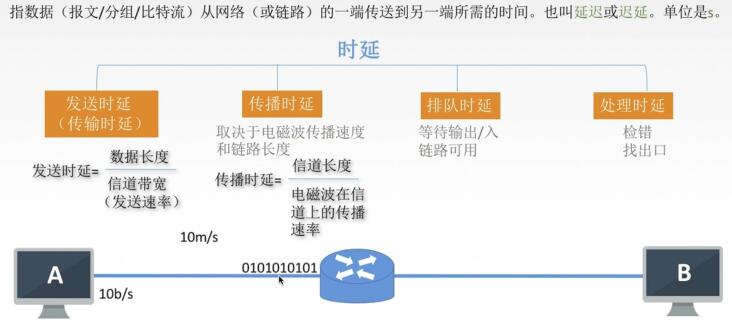 指数据（报文/分组/比特流）从网络（或链路）的一端传送到另一端所需的时间。也叫延迟或迟延。单位是s。
时延
发送时延
（传输时延）
传播时延
排队时延
处理时延
取决于电磁波传播速度
和链路长度
等待输出/入
链路可用
检错
找出口
发送时延=
数据长度
信道带宽
（发送速率）
传播时延=
信道长度
电磁波在信
道上的传播
速率
10m/s
0101010101
A
10b/s
B